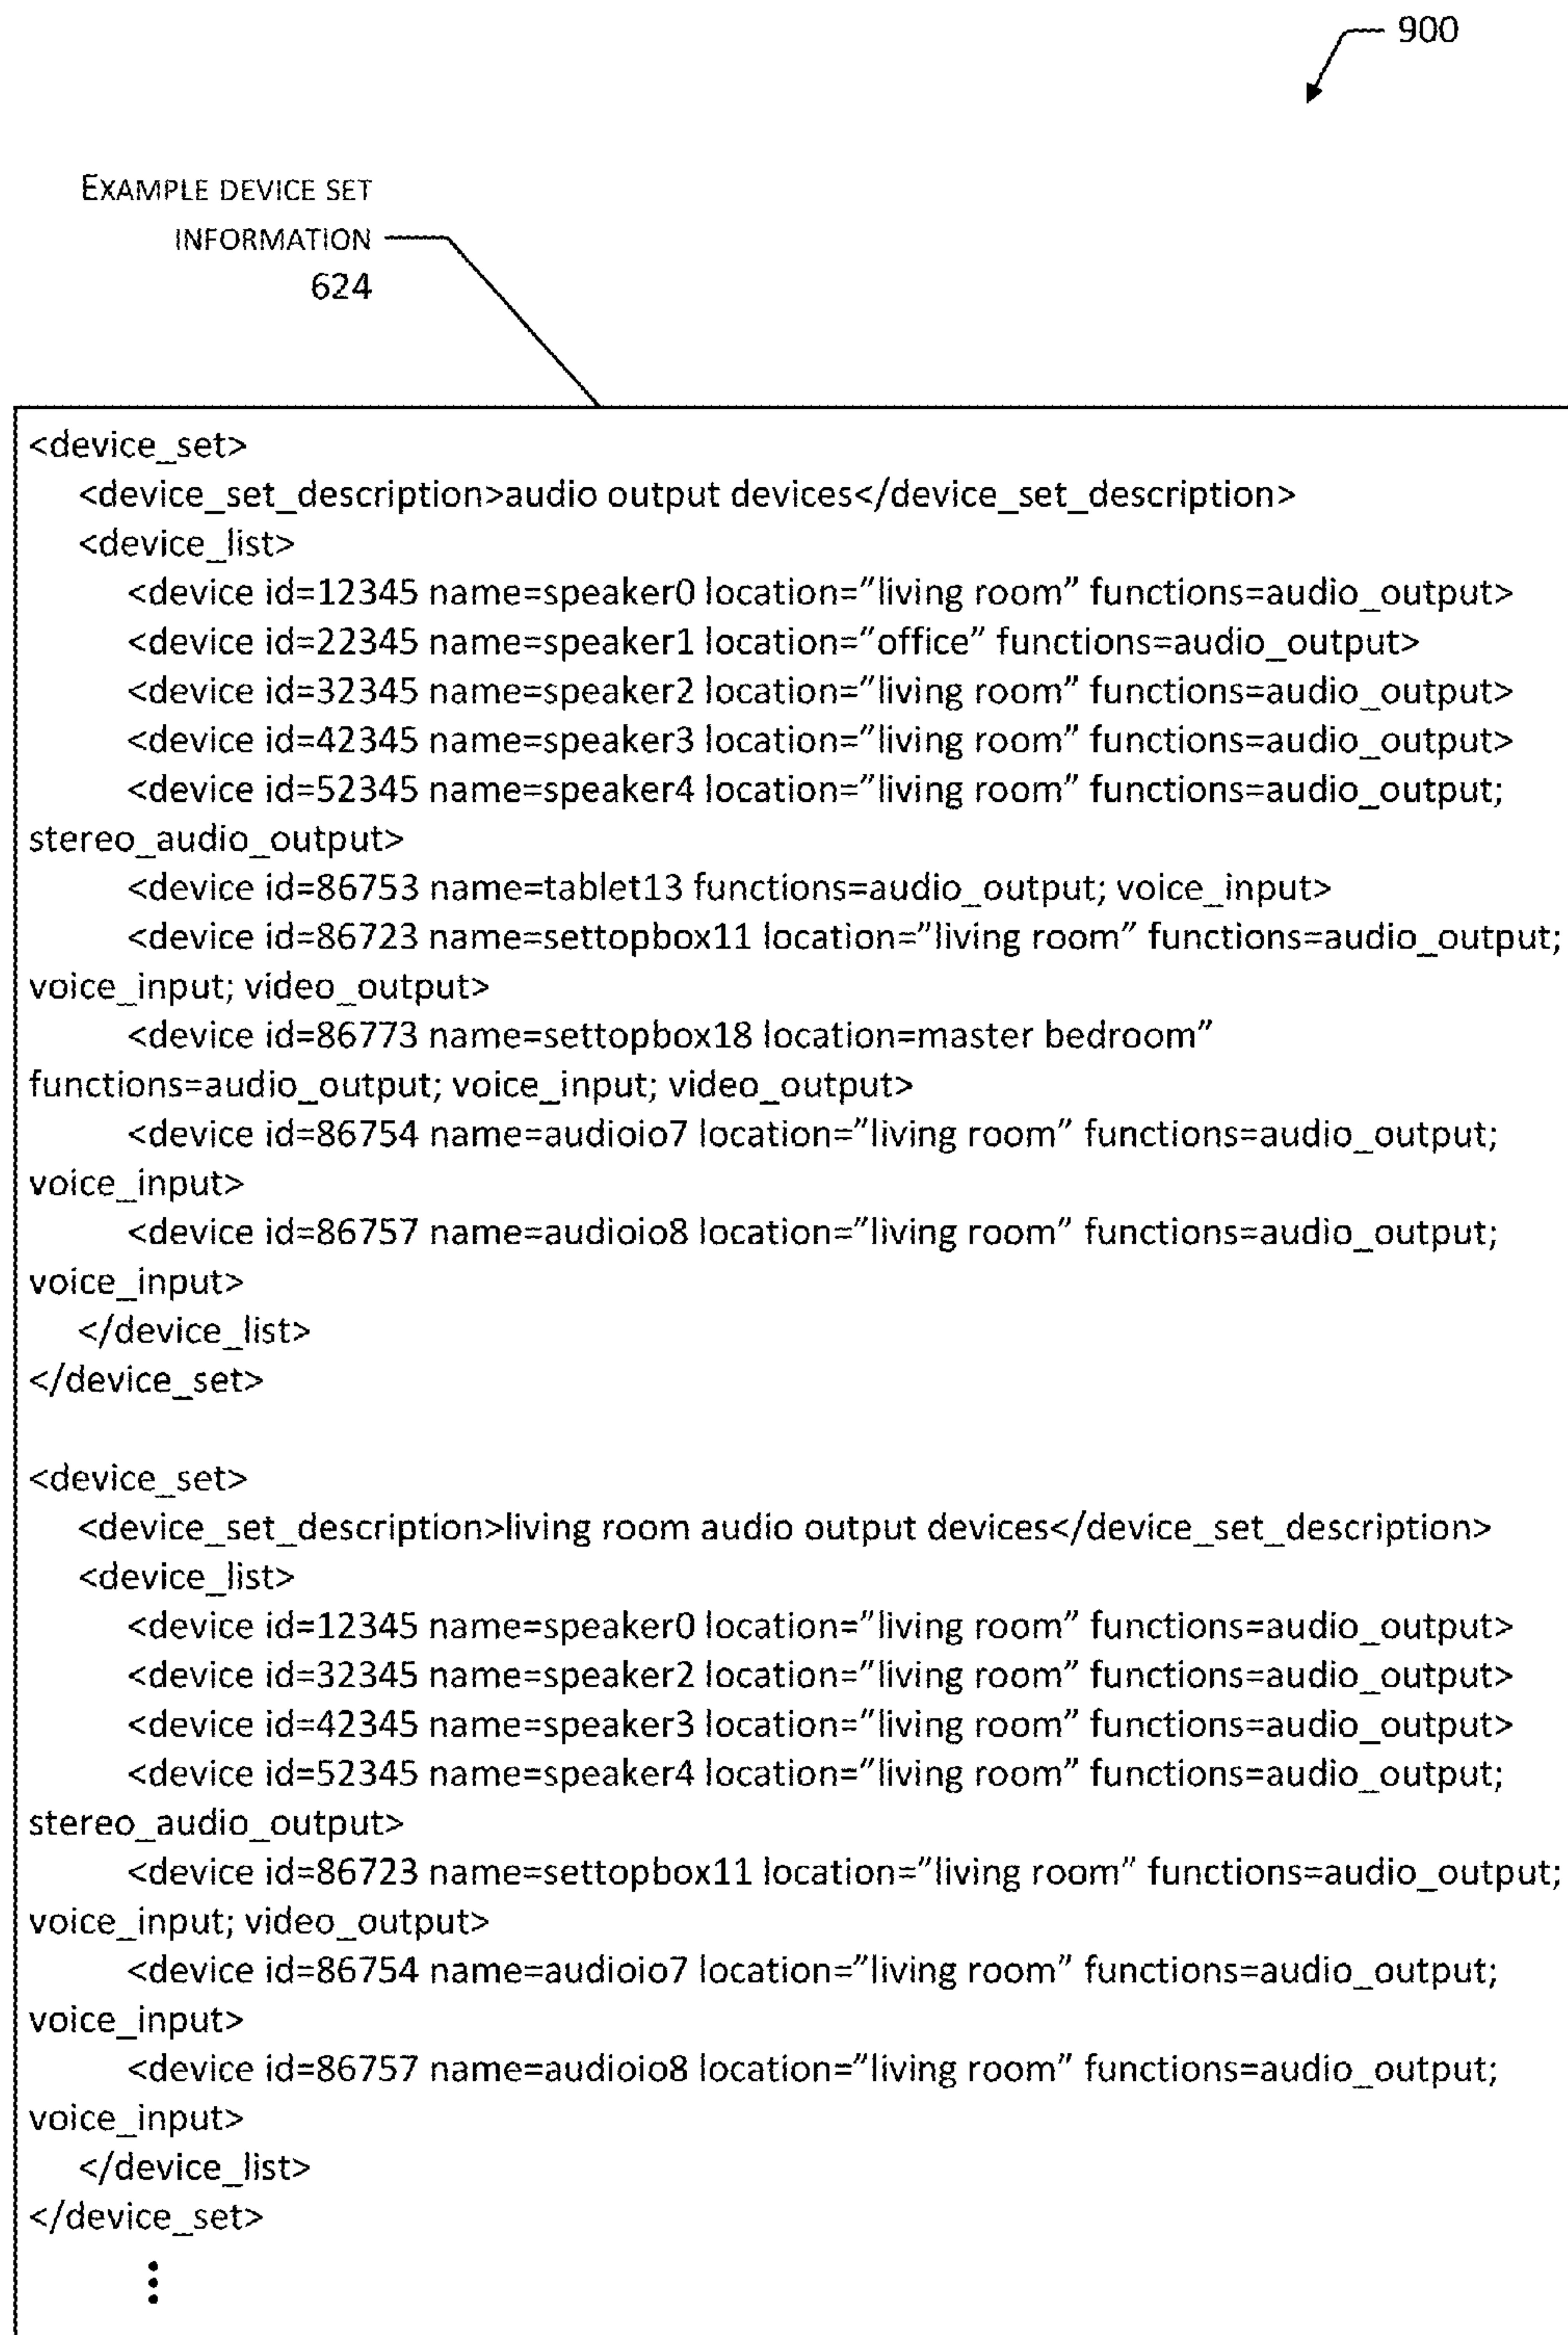 900
EXAMPLE DEVICE SET
INFORMATION
624
<device_set>
<device_set_description>audio output devices</device_set_description>
<device_list>
<device id=12345 name=speaker0 location=”living room” functions=audio_output>
<device id=22345 name=speaker1 location=”office” functions=audio_output>
<device id=32345 name=speaker2 location=”living room” functions=audio_output>
<device id=42345 name=speaker3 location=”living room” functions=audio_output>
<device id=52345 name=speaker4 location=”living room” functions=audio_output;
stereo_audio_output>
<device id=86753 name=tablet13 functions=audio_output; voice_input>
<device id=86723 name=settopbox11 location=”living room” functions=audio_output;
voice_input; video_output>
<device id=86773 name=settopbox18 location=master bedroom”
functions=audio_output; voice_input; video_output>
<device id=86754 name=audioio7 location=”living room” functions=audio_output;
voice_input>
<device id=86757 name=audioio8 location=”living room” functions=audio_output;
voice_input>
</device_list>
</device_set>
<device_set>
<device_set_description>living room audio output devices</device_set_description>
<device_list>
<device id=12345 name=speaker0 location=”living room” functions=audio_output>
<device id=32345 name=speaker2 location=”living room” functions=audio_output>
<device id=42345 name=speaker3 location=”living room” functions=audio_output>
<device id=52345 name=speaker4 location=”living room” functions=audio_output;
stereo_audio_output>
<device id=86723 name=settopbox11 location=”living room” functions=audio_output;
voice_input; video_output>
<device id=86754 name=audioio7 location=”living room” functions=audio_output;
voice_input>
<device id=86757 name=audioio8 location=”living room” functions=audio_output;
voice_input>
</device_list>
</device_set>